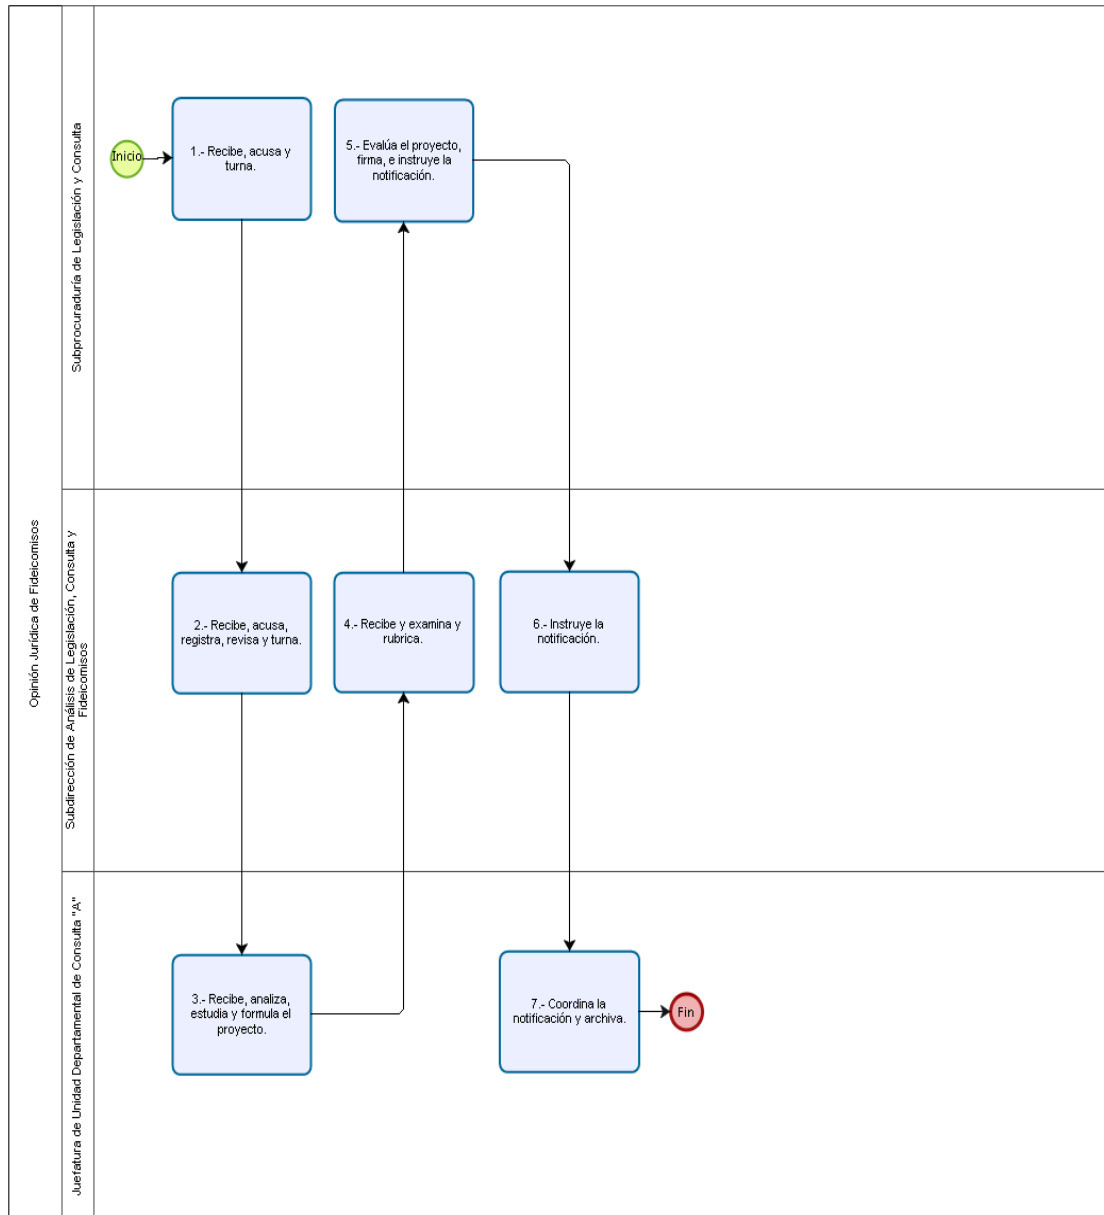 Opinión Jurídica de Fideicomisos
Subprocuraduría de Legislación y Consulta
Inicio
1.- Recibe, acusa y
turna.
5.- Evalúa el proyecto,
firma, e instruye la
notificación.
Subdirección de Análisis de Legislación, Consulta y
Fideicomisos
2.- Recibe, acusa,
registra, revisa y turna.
4.- Recibe y examina y
rubrica.
6.- Instruye la
notificación.
Juefatura de Unidad Departamental de Consulta "A"
3.- Recibe, analiza,
estudia y formula el
proyecto.
7.- Coordina la
notificación y archiva.
Fin